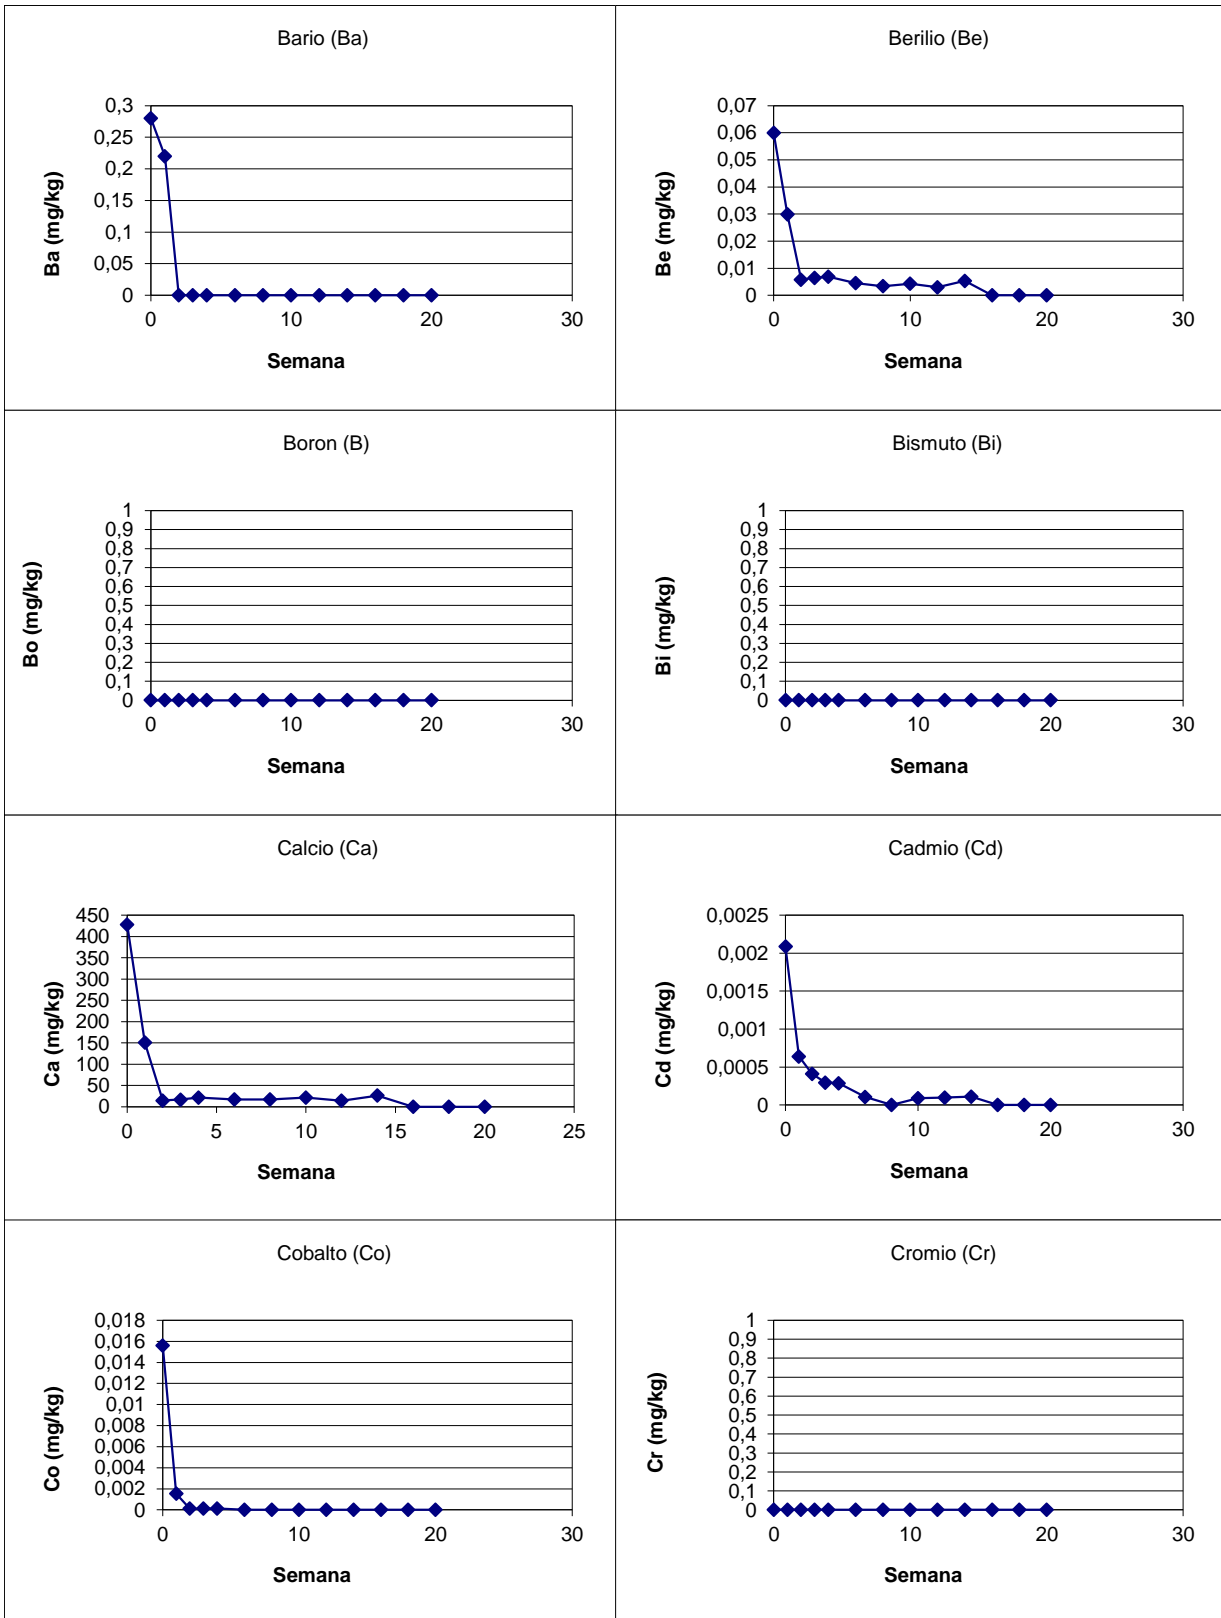 Bario (Ba)
0,3
0,25
0,2
0,15
0,1
0,05
0
Ba (mg/kg)
0 10 20 30
Semana
Berilio (Be)
0,07
0,06
0,05
0,04
0,03
0,02
0,01
0
Be (mg/kg)
0 10 20 30
Semana
Boron (B)
1
0,9
0,8
0,7
0,6
0,5
0,4
0,3
0,2
0,1
0
Bo (mg/kg)
0 10 20 30
Semana
Bismuto (Bi)
1
0,9
0,8
0,7
0,6
0,5
0,4
0,3
0,2
0,1
0
Bi (mg/kg)
0 10 20 30
Semana
Calcio (Ca)
450
400
350
300
250
200
150
100
50
0
Ca (mg/kg)
0 5 10 15 20 25
Semana
Cadmio (Cd)
0,0025
0,002
0,0015
0,001
0,0005
0
Cd (mg/kg)
0 10 20 30
Semana
Cobalto (Co)
0,018
0,016
0,014
0,012
0,01
0,008
0,006
0,004
0,002
0
Co (mg/kg)
0 10 20 30
Semana
Cromio (Cr)
1
0,9
0,8
0,7
0,6
0,5
0,4
0,3
0,2
0,1
0
Cr (mg/kg)
0 10 20 30
Semana